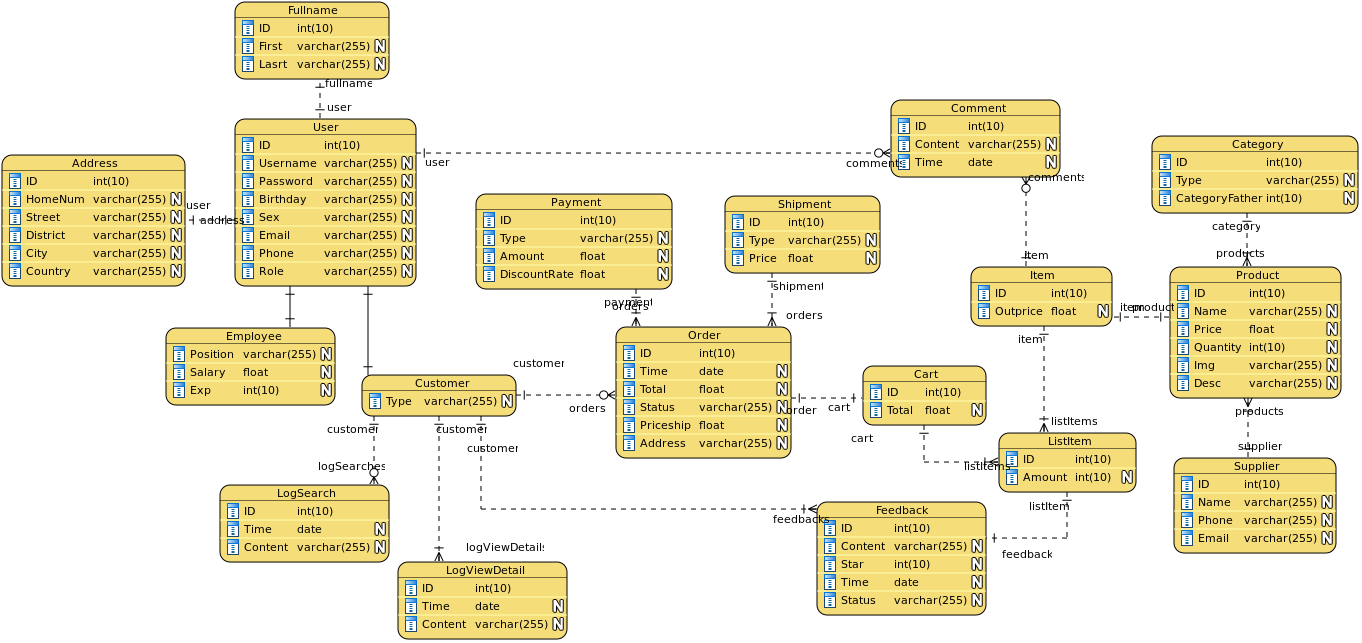 Fullname
ID int(10)
First varchar(255) N
Lasrt varchar(255) N
fullname
user
User
ID int(10)
Username varchar(255) N
Password varchar(255) N
Birthday varchar(255) N
Sex varchar(255) N
Email varchar(255) N
Phone varchar(255) N
Role varchar(255) N
user
comments
Address
ID int(10)
HomeNum varchar(255) N
Street varchar(255) N
District varchar(255) N
City varchar(255) N
Country varchar(255) N
user
address
Comment
ID int(10)
Content varchar(255) N
Time date N
comments
Item
Category
ID int(10)
Type varchar(255) N
CategoryFather int(10) N
category
products
Payment
ID int(10)
Type varchar(255) N
Amount float N
DiscountRate float N
payment
orders
Shipment
ID int(10)
Type varchar(255) N
Price float N
shipment
orders
Item
ID int(10)
Outprice float N
item
product
item
listItems
Product
ID int(10)
Name varchar(255) N
Price float N
Quantity int(10) N
Img varchar(255) N
Desc varchar(255) N
products
supplier
Employee
Position varchar(255) N
Salary float N
Exp int(10) N
Order
ID int(10)
Time date N
Total float N
Status varchar(255) N
Priceship float N
Address varchar(255) N
order
cart
Customer
Type varchar(255) N
customer
orders
customer
customer
customer
logSearches
logViewDetails
feedbacks
Cart
ID int(10)
Total float N
cart
listItems
ListItem
ID int(10)
Amount int(10) N
listItem
feedback
Supplier
ID int(10)
Name varchar(255) N
Phone varchar(255) N
Email varchar(255) N
LogSearch
ID int(10)
Time date N
Content varchar(255) N
Feedback
ID int(10)
Content varchar(255) N
Star int(10) N
Time date N
Status varchar(255) N
LogViewDetail
ID int(10)
Time date N
Content varchar(255) N